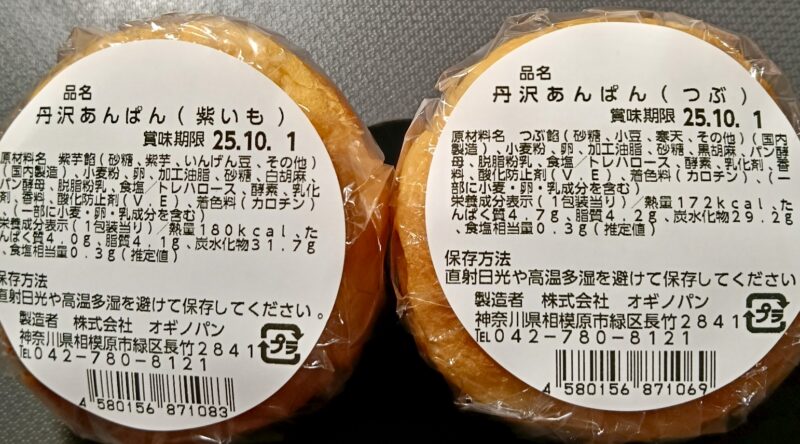 品名
丹沢あんぱん(紫いも)
賞味期限 25.10. 1
原材料名 紫芋餡(砂糖、紫芋、いんげん豆、その他)
(国内製造)、小麦粉、卵、加工油脂、砂糖、白胡麻、
パン酵母、脱脂粉乳、食塩/トレハロース、酵素、乳化
剤、香料、酸化防止剤(V.E)、着色料(カロチン)
、(一部に小麦・卵・乳成分を含む)
栄養成分表示(1包装当り)/熱量180kcal、た
んぱく質4.0g、脂質4.1g、炭水化物31.7g
、食塩相当量0.3g(推定値)
保存方法
直射日光や高温多湿を避けて保存してください。
製造者 株式会社 オギノパン
神奈川県相模原市緑区長竹2841
℡042-780-8121
プラ
4 580156 871083
品名
丹沢あんぱん(つぶ)
賞味期限 25.10. 1
原材料名 つぶ餡(砂糖、小豆、寒天、その他)(国内
製造)、小麦粉、卵、加工油脂、砂糖、黒胡麻、パン酵
母、脱脂粉乳、食塩/トレハロース、酵素、乳化剤、香
料、酸化防止剤(V.E)、着色料(カロチン)、(一
部に小麦・卵・乳成分を含む)
栄養成分表示(1包装当り)/熱量172kcal、た
んぱく質4.7g、脂質4.2g、炭水化物29.2g
、食塩相当量0.3g(推定値)
保存方法
直射日光や高温多湿を避けて保存してください
製造者 株式会社 オギノパン
神奈川県相模原市緑区長竹2841
℡042-780-8121
プラ
4 580156 871069